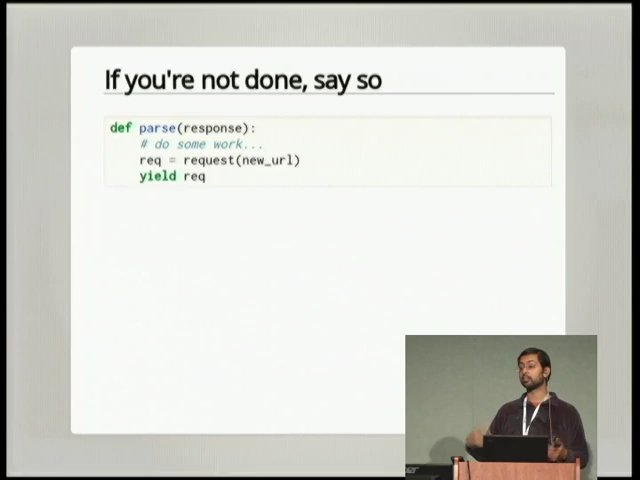 If you're not done, say so
def parse(response):
    # do some work...
    req = request(new_url)
    yield req